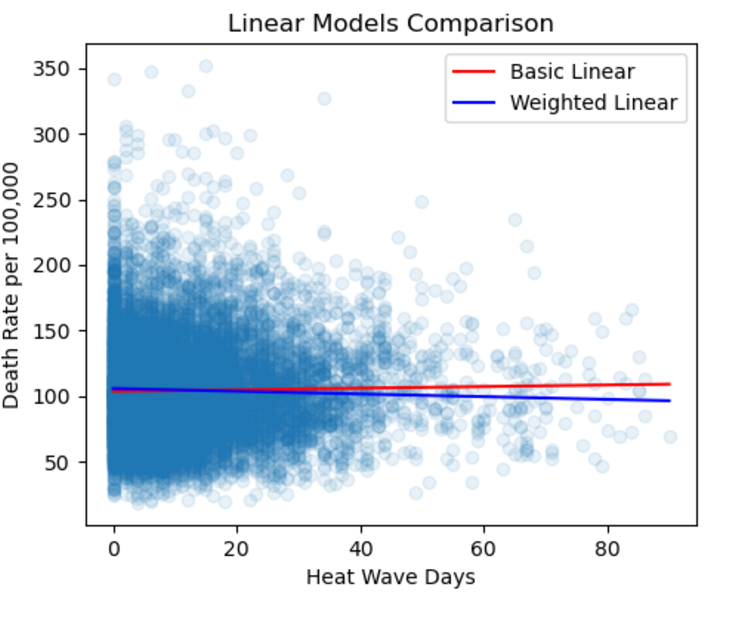 Linear Models Comparison
Basic Linear
Weighted Linear
Death Rate per 100,000
350
300
250
200
150
100
50
0 20 40 60 80
Heat Wave Days